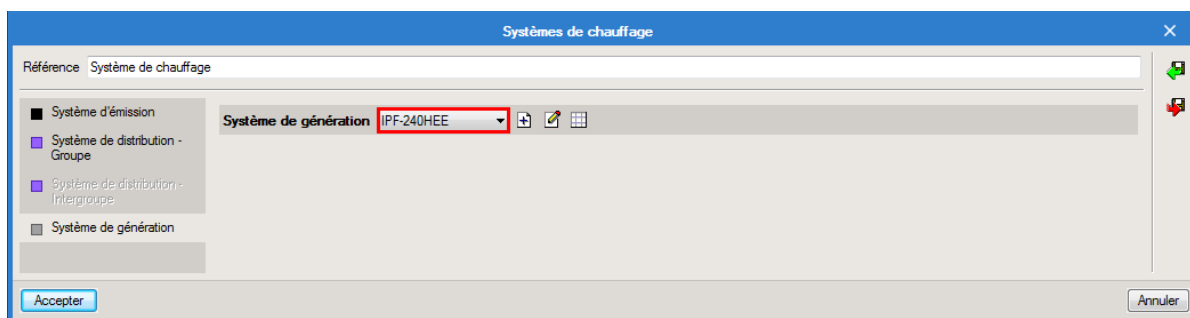 Systèmes de chauffage
Référence Système de chauffage
Système d'émission
Système de distribution -
Groupe
Système de distribution -
Intergroupe
Système de génération
Système de génération IPF-240HEE
Accepter
Annuler